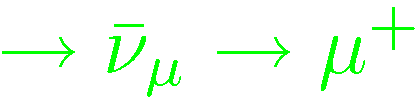 → ν̄_μ → μ⁺